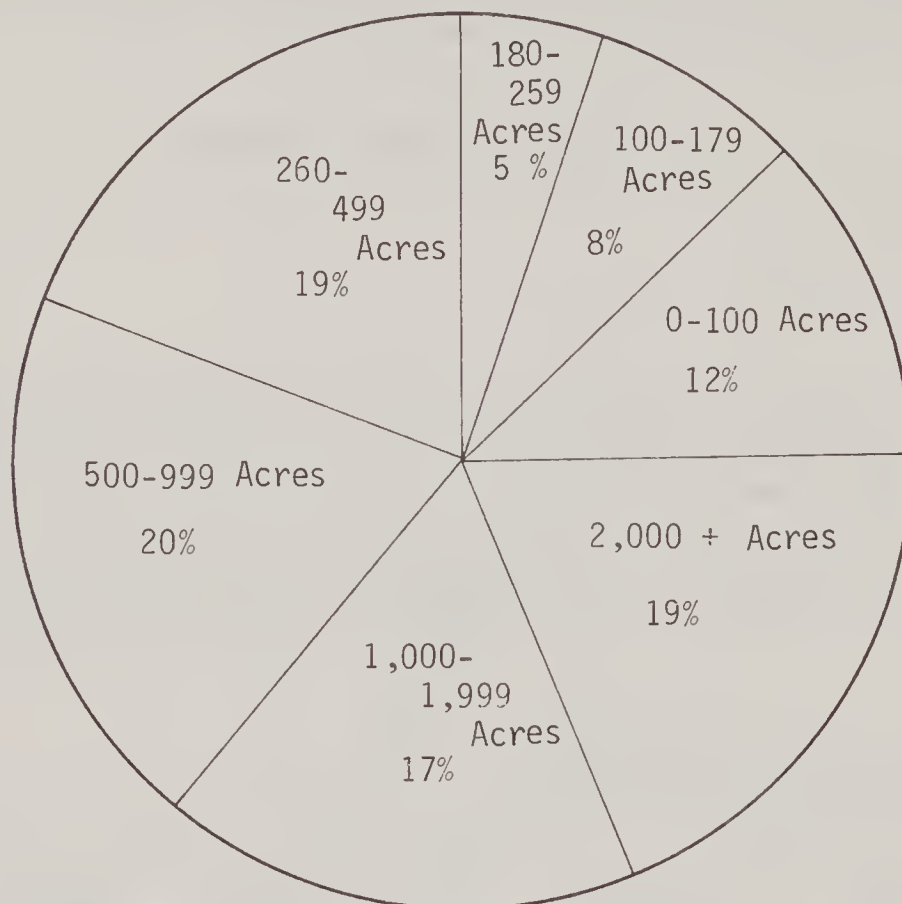 180-
259
Acres
5 %
100-179
Acres
8%
0-100 Acres
12%
2,000 + Acres
19%
1,000-
1,999
Acres
17%
500-999 Acres
20%
260-
499
Acres
19%